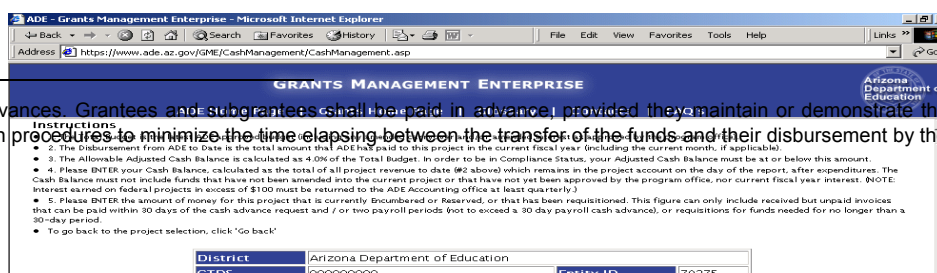 ADE - Grants Management Enterprise - Microsoft Internet Explorer
Back Search Favorites History File Edit View Favorites Tools Help Links »
Address https://www.ade.az.gov/GME/CashManagement/CashManagement.asp Go
GRANTS MANAGEMENT ENTERPRISE
Arizona
Department of
Education
vances. Grantees and subgrantees shall be paid in advance, provided they maintain or demonstrate th
ADE Home Page
Instructions
n procedures to minimize the time elapsing between the transfer of the funds and their disbursement by th
• 2. The Disbursement from ADE to Date is the total amount that ADE has paid to this project in the current fiscal year (including the current month, if applicable).
• 3. The Allowable Adjusted Cash Balance is calculated as 4.0% of the Total Budget. In order to be in Compliance Status, your Adjusted Cash Balance must be at or below this amount.
• 4. Please ENTER your Cash Balance, calculated as the total of all project revenue to date (#2 above) which remains in the project account on the day of the report, after expenditures. The
Cash Balance must not include funds that have not been amended into the current project or that have not yet been approved by the program office, nor current fiscal year interest. (NOTE:
Interest earned on federal projects in excess of $100 must be returned to the ADE Accounting office at least quarterly.)
• 5. Please ENTER the amount of money for this project that is currently Encumbered or Reserved, or that has been requisitioned. This figure can only include received but unpaid invoices
that can be paid within 30 days of the cash advance request and / or two payroll periods (not to exceed a 30 day payroll cash advance), or requisitions for funds needed for no longer than a
30-day period.
• To go back to the project selection, click 'Go back'
District Arizona Department of Education
CTDS 000000000 Entity ID 79275